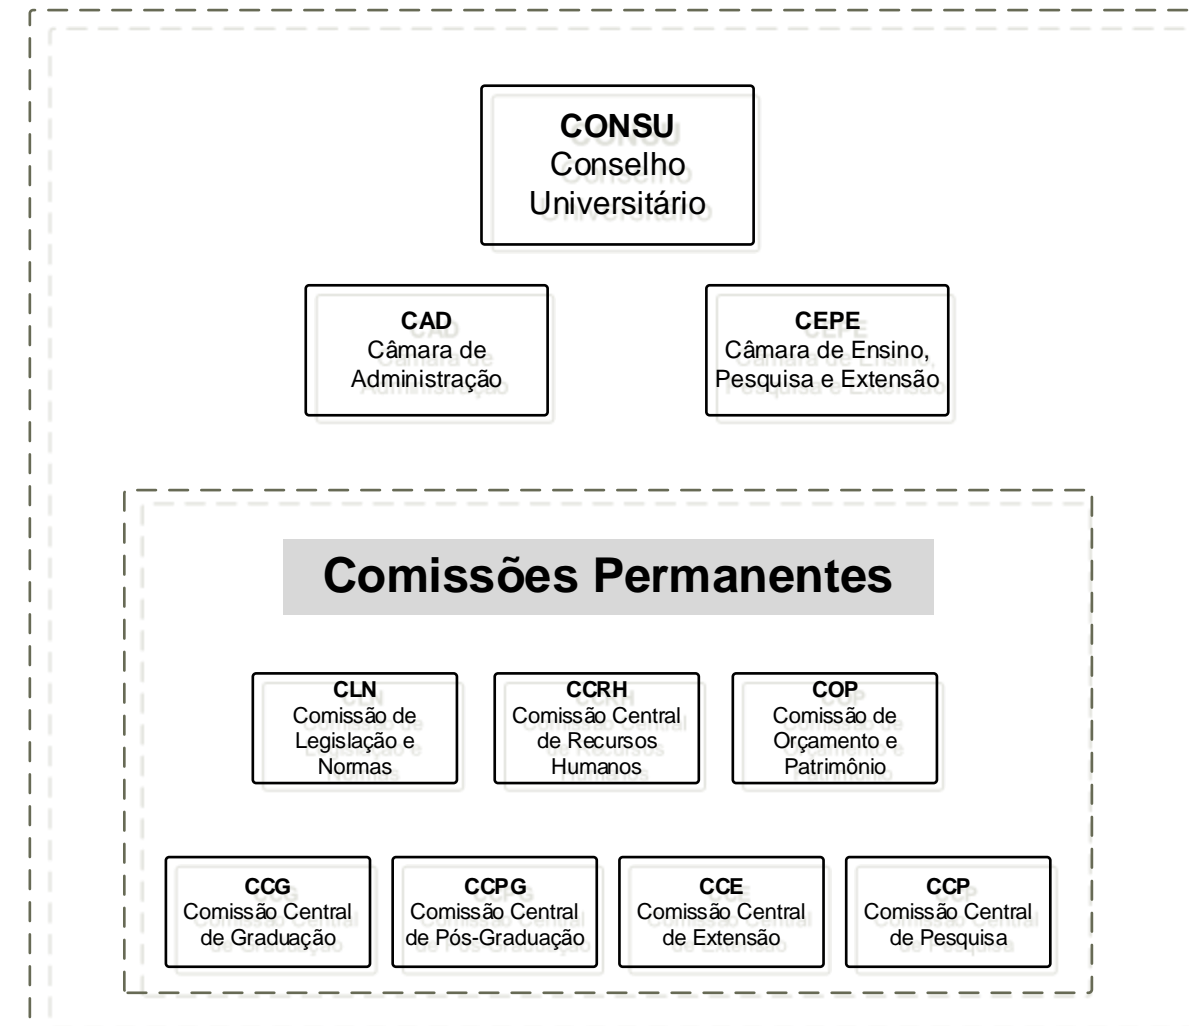 CONSU
Conselho
Universitário
CAD
Câmara de
Administração
CEPE
Câmara de Ensino,
Pesquisa e Extensão
Comissões Permanentes
CLN
Comissão de
Legislação e
Normas
CCRH
Comissão Central
de Recursos
Humanos
COP
Comissão de
Orçamento e
Patrimônio
CCG
Comissão Central
de Graduação
CCPG
Comissão Central
de Pós-Graduação
CCE
Comissão Central
de Extensão
CCP
Comissão Central
de Pesquisa